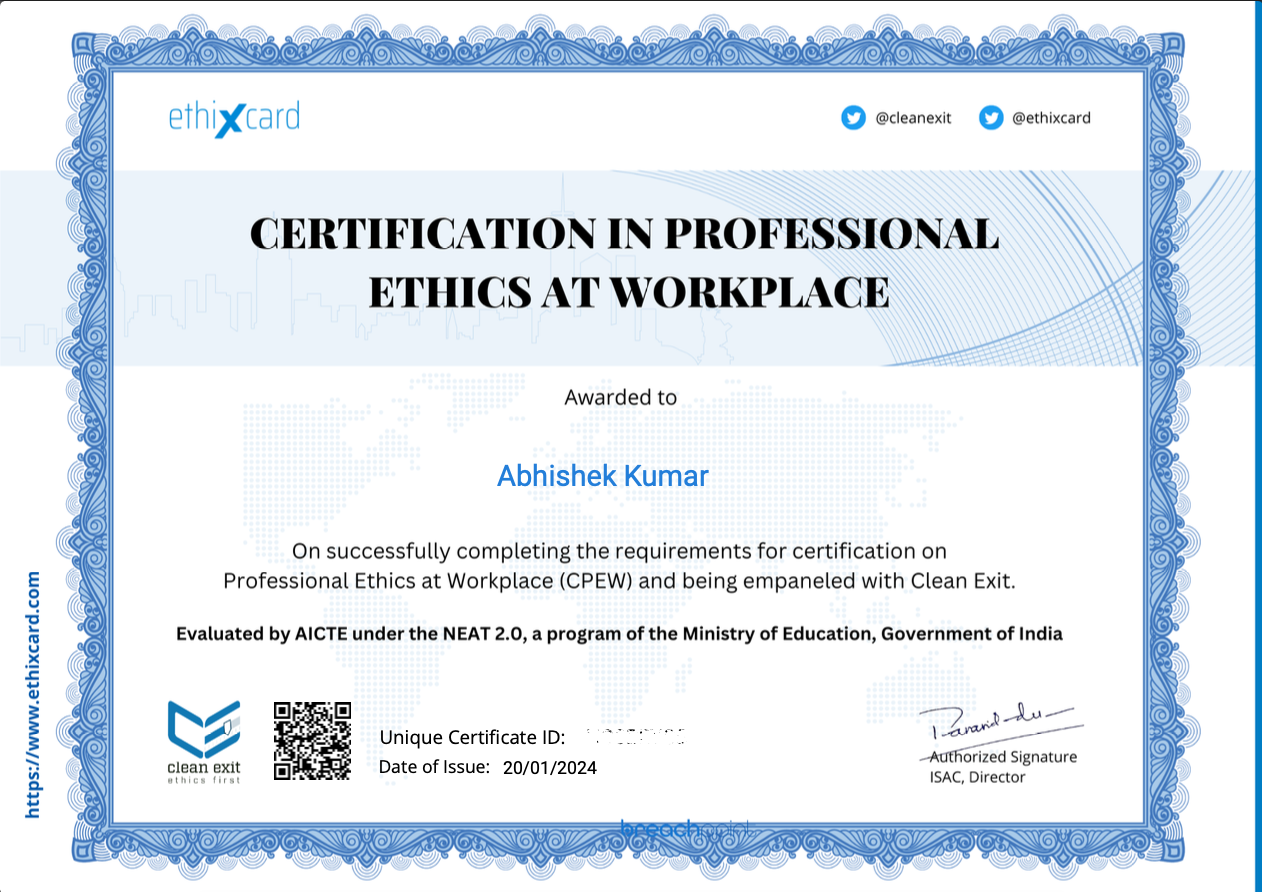 ethixcard
@cleanexit @ethixcard
CERTIFICATION IN PROFESSIONAL
ETHICS AT WORKPLACE
Awarded to
Abhishek Kumar
On successfully completing the requirements for certification on
Professional Ethics at Workplace (CPEW) and being empaneled with Clean Exit.
Evaluated by AICTE under the NEAT 2.0, a program of the Ministry of Education, Government of India
https://www.ethixcard.com
clean exit
ethics first
Unique Certificate ID:
Date of Issue: 20/01/2024
Authorized Signature
ISAC, Director
breachpoint